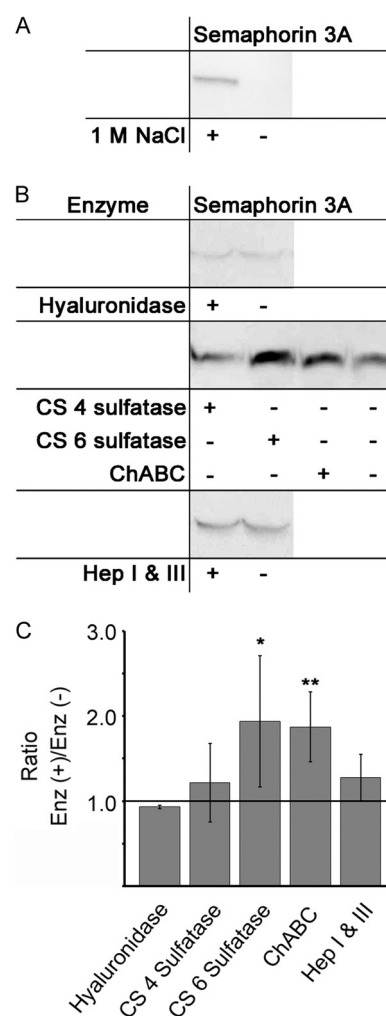 A
Semaphorin 3A
1 M NaCl + -
B
Enzyme Semaphorin 3A
Hyaluronidase + -
CS 4 sulfatase + - - -
CS 6 sulfatase - + - -
ChABC - - + -
Hep I & III + -
C
3.0
2.0
1.0
Ratio
Enz (+)/Enz (-)
*
**
Hyaluronidase
CS 4 Sulfatase
CS 6 Sulfatase
ChABC
Hep I & III